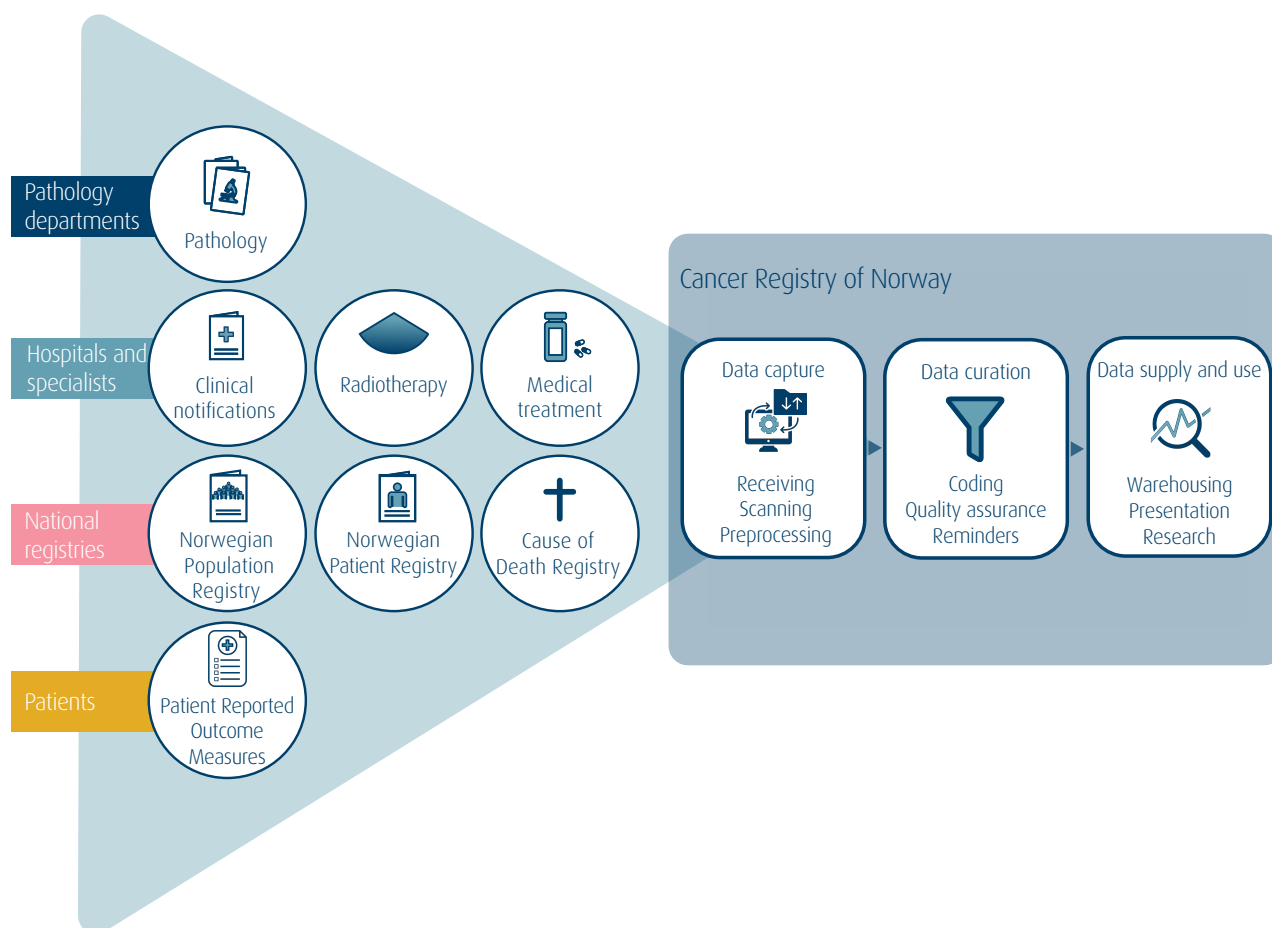 Pathology
departments
Pathology
Hospitals and
specialists
Clinical
notifications
Radiotherapy
Medical
treatment
National
registries
Norwegian
Population
Registry
Norwegian
Patient Registry
Cause of
Death Registry
Patients
Patient Reported
Outcome
Measures
Cancer Registry of Norway
Data capture
Receiving
Scanning
Preprocessing
Data curation
Coding
Quality assurance
Reminders
Data supply and use
Warehousing
Presentation
Research